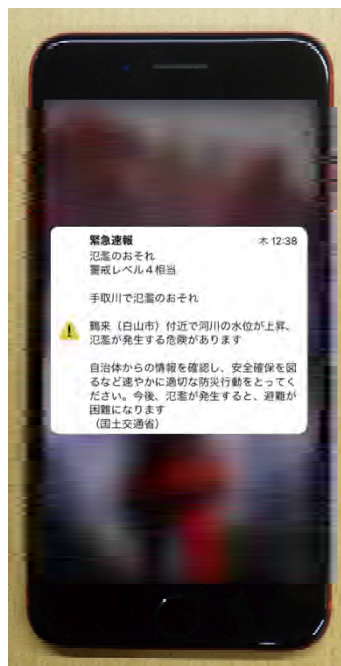 緊急速報 木 12:38
氾濫のおそれ
警戒レベル４相当
手取川で氾濫のおそれ
鶴来（白山市）付近で河川の水位が上昇、
氾濫が発生する危険があります
自治体からの情報を確認し、安全確保を図
るなど速やかに適切な防災行動をとってく
ださい。今後、氾濫が発生すると、避難が
困難になります
（国土交通省）